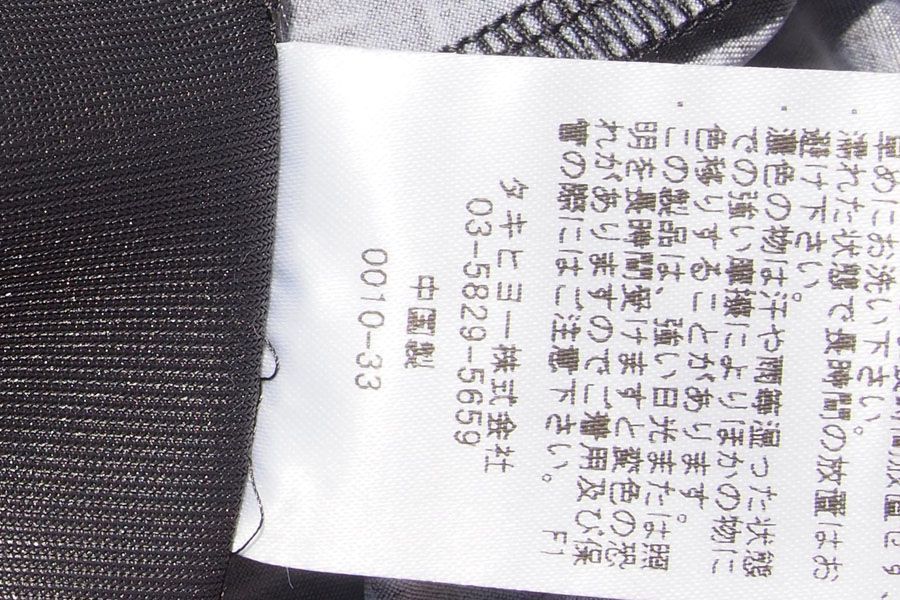 早めにお洗い下さい。
・濡れた状態で長時間の放置はお
避け下さい。
・濃色の物は汗や雨等湿った状態
での強い摩擦によりほかの物に
色移りすることがあります。
・この製品は、強い日光または照
明を長時間受けますと変色の恐
れがありますのでご着用及び保
管の際にはご注意下さい。
F1
タキヒヨー株式会社
03-5829-5659
中国製
0010-33